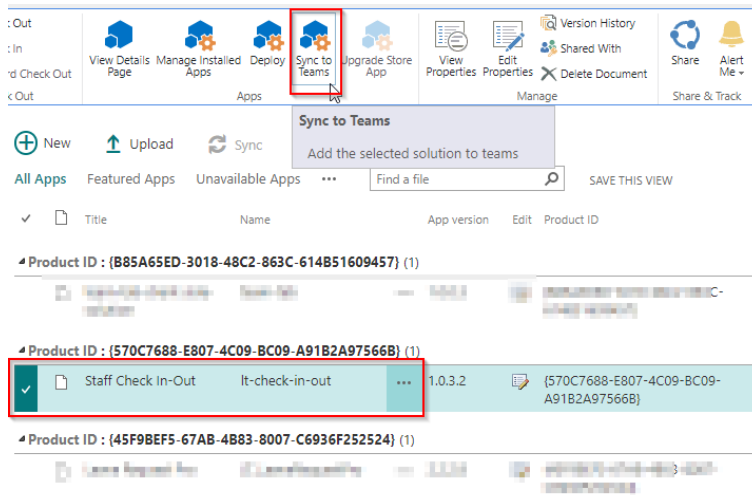 : Out
View Details Page
Manage Installed Apps
Deploy
Sync to Teams
Upgrade Store App
View Properties
Edit Properties
Version History
Shared With
Delete Document
Share
Alert Me
: In
rd Check Out
: Out
Apps
Manage
Share & Track
Sync to Teams
Add the selected solution to teams
New
Upload
Sync
All Apps
Featured Apps
Unavailable Apps
•••
Find a file
SAVE THIS VIEW
Title
Name
App version
Edit
Product ID
Product ID : {B85A65ED-3018-48C2-863C-614B51609457} (1)
Product ID : {570C7688-E807-4C09-BC09-A91B2A97566B} (1)
Staff Check In-Out
lt-check-in-out
•••
1.0.3.2
{570C7688-E807-4C09-BC09-
A91B2A97566B}
Product ID : {45F9BEF5-67AB-4B83-8007-C6936F252524} (1)